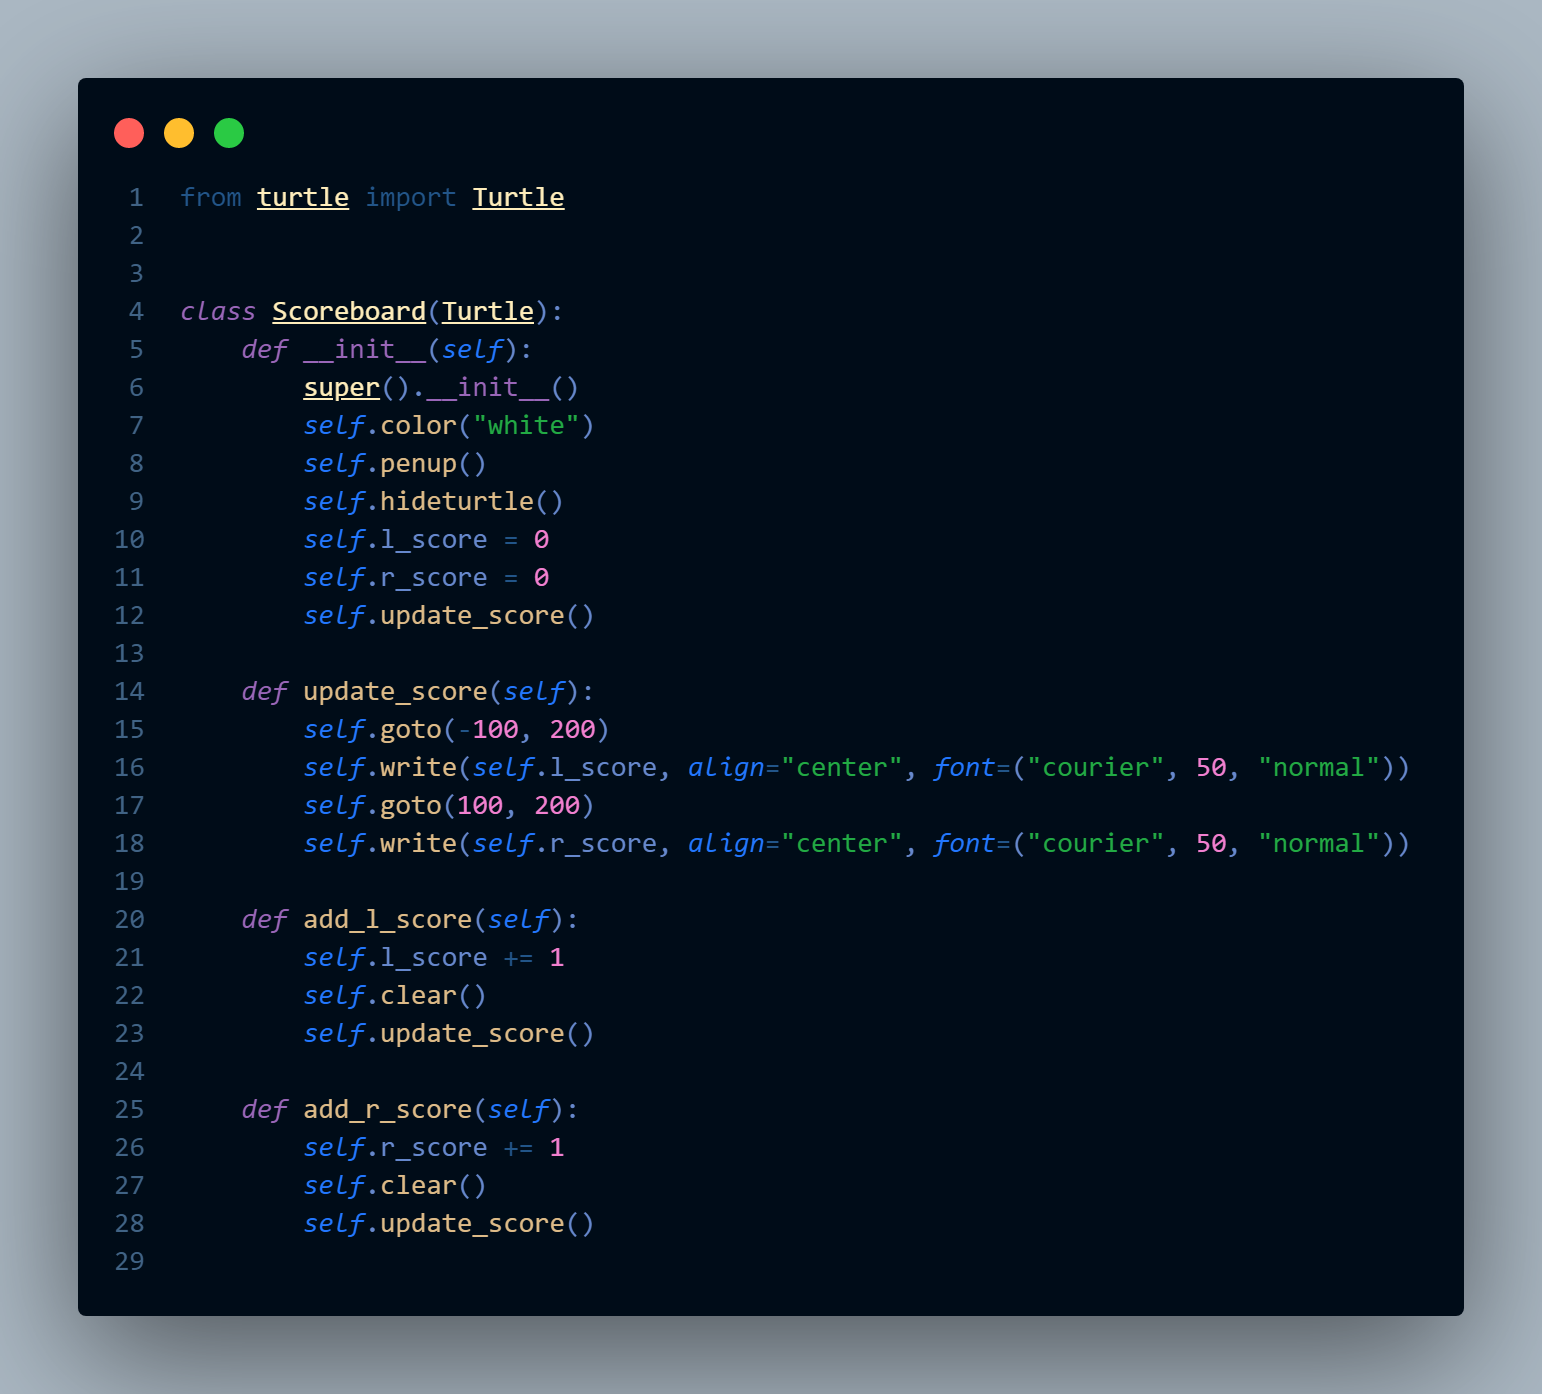 1 from turtle import Turtle
2
3
4 class Scoreboard(Turtle):
5     def __init__(self):
6         super().__init__()
7         self.color("white")
8         self.penup()
9         self.hideturtle()
10         self.l_score = 0
11         self.r_score = 0
12         self.update_score()
13
14     def update_score(self):
15         self.goto(-100, 200)
16         self.write(self.l_score, align="center", font=("courier", 50, "normal"))
17         self.goto(100, 200)
18         self.write(self.r_score, align="center", font=("courier", 50, "normal"))
19
20     def add_l_score(self):
21         self.l_score += 1
22         self.clear()
23         self.update_score()
24
25     def add_r_score(self):
26         self.r_score += 1
27         self.clear()
28         self.update_score()
29